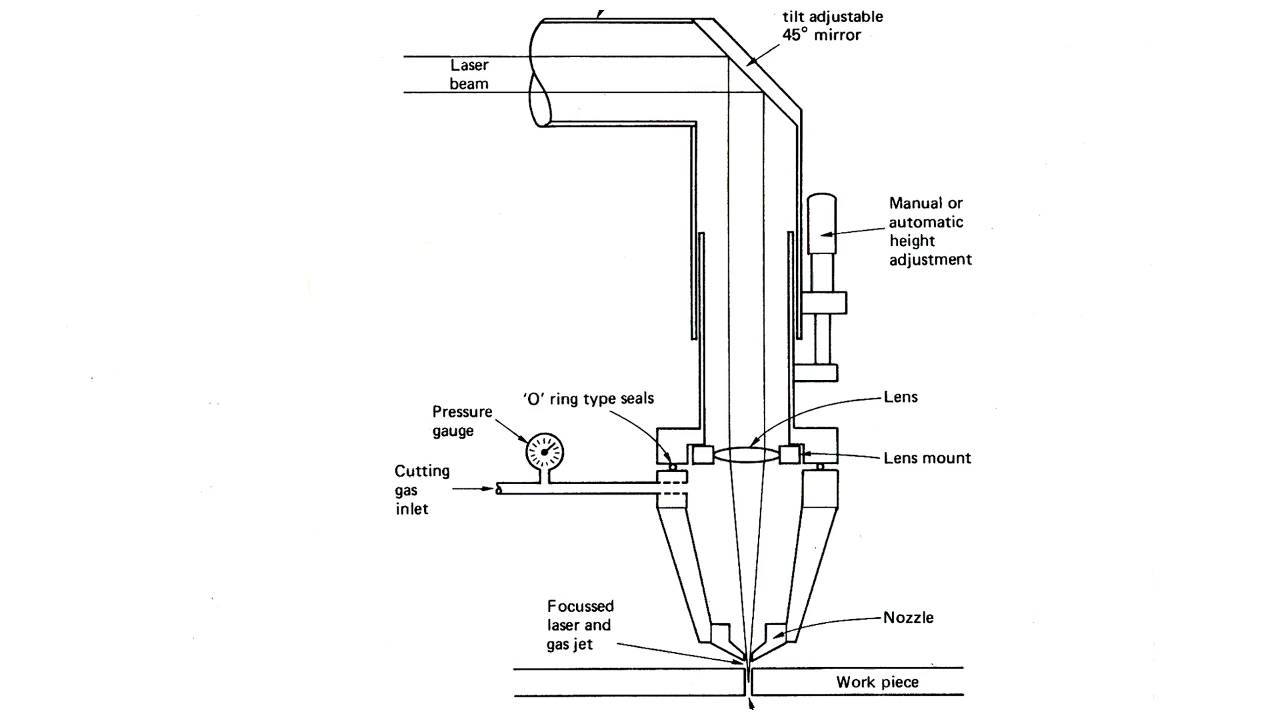 tilt adjustable
45° mirror
Laser
beam
Manual or
automatic
height
adjustment
'O' ring type seals
Lens
Pressure
gauge
Lens mount
Cutting
gas
inlet
Focussed
laser and
gas jet
Nozzle
Work piece